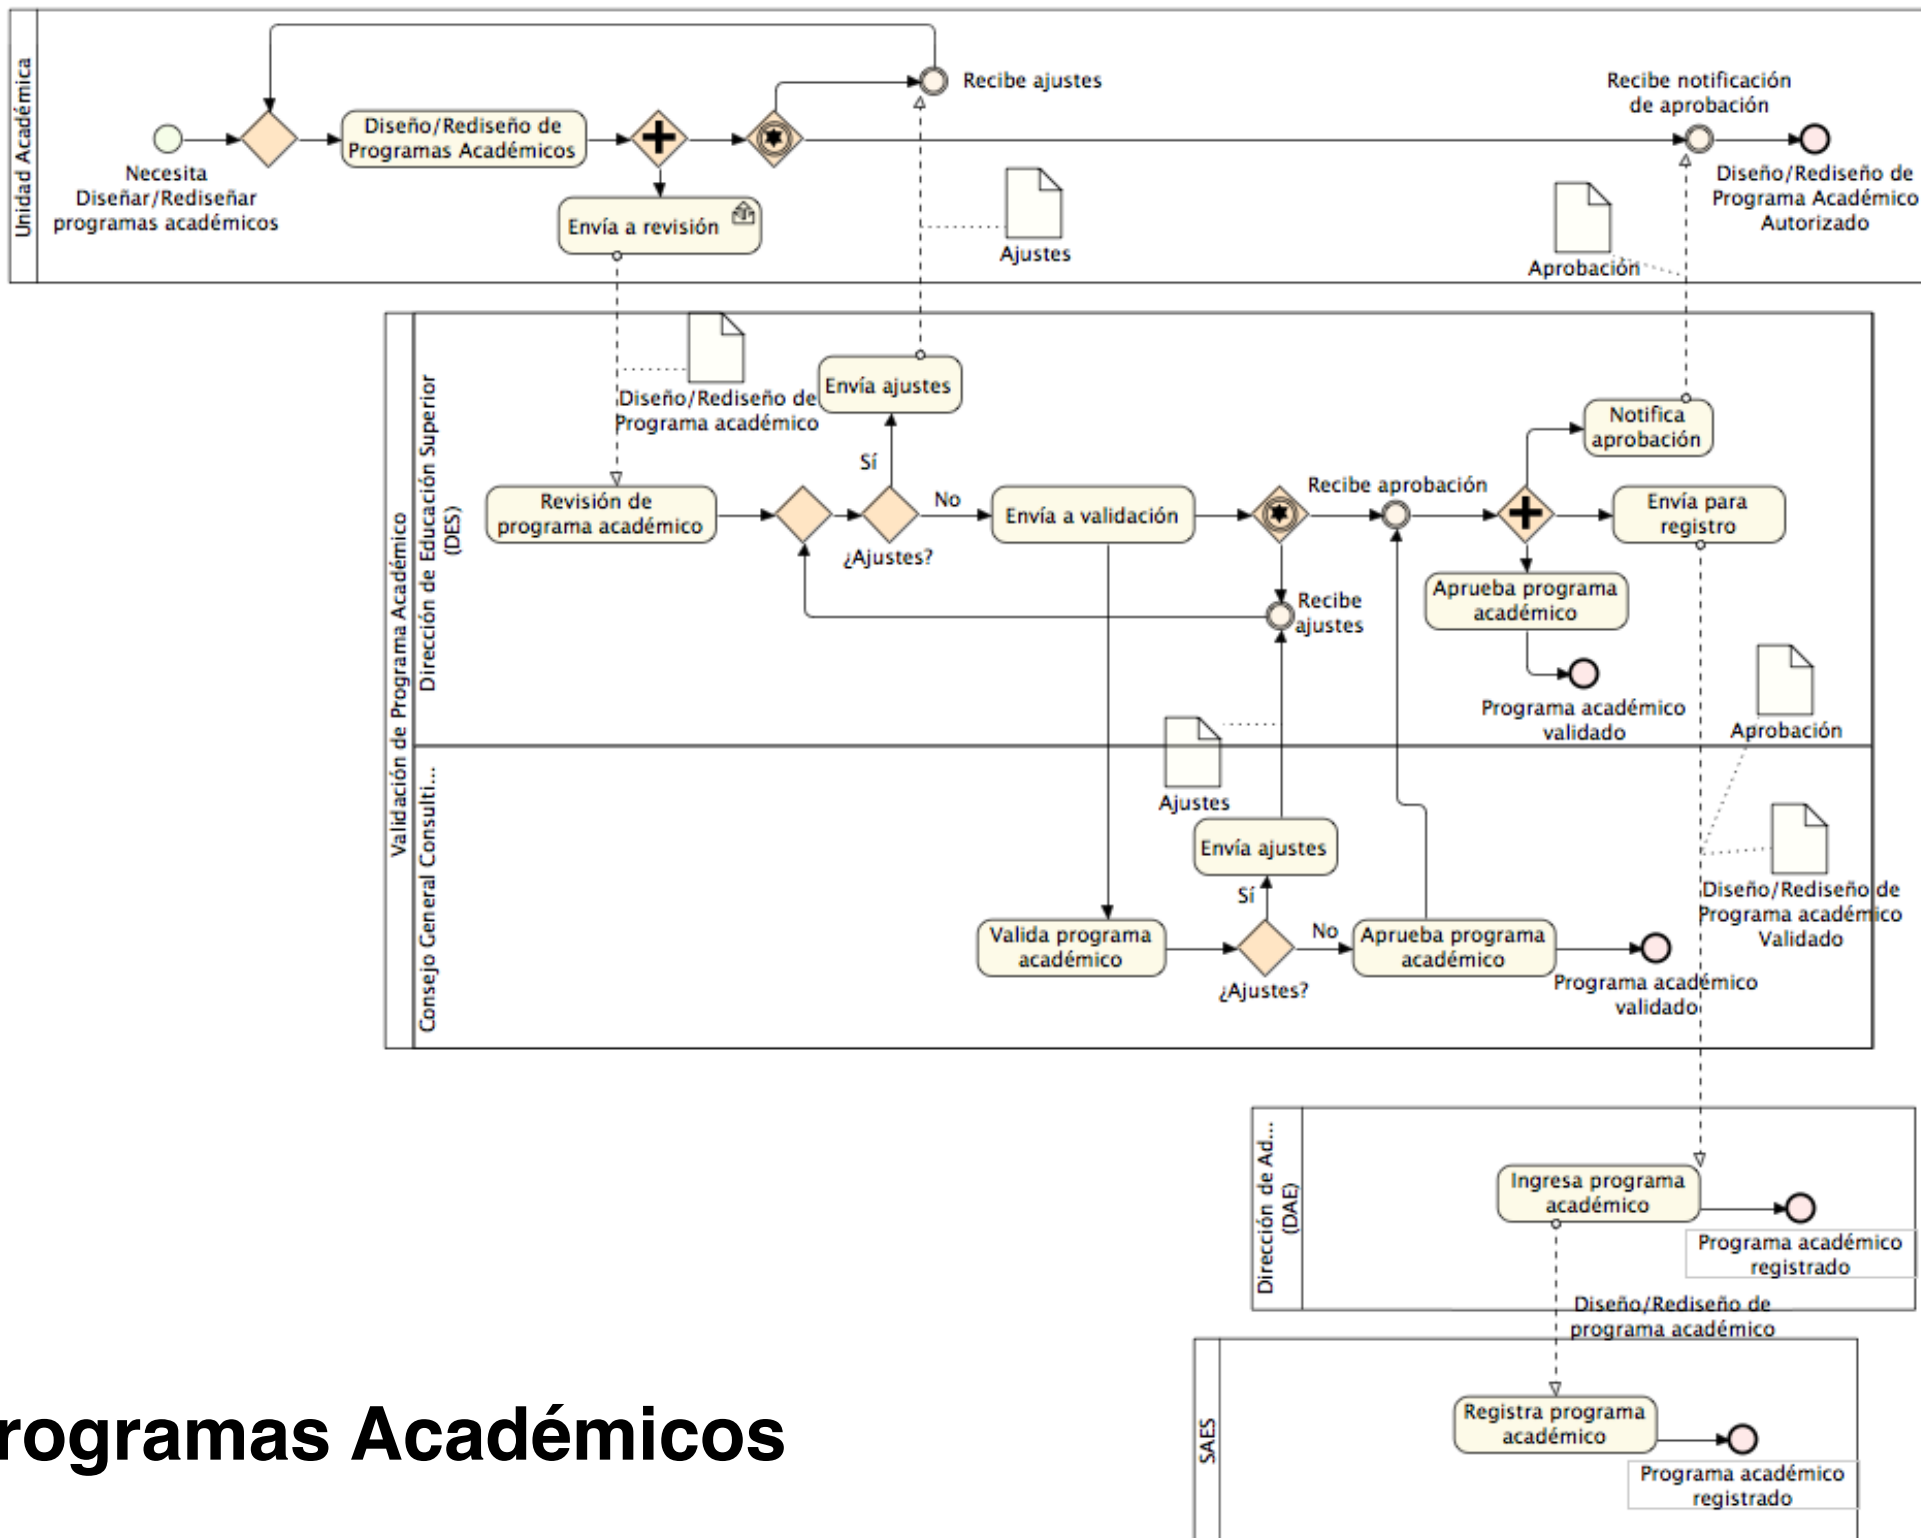 Unidad Académica
Recibe ajustes
Recibe notificación
de aprobación
Diseño/Rediseño de
Programas Académicos
Necesita
Diseñar/Rediseñar
programas académicos
Envía a revisión
Ajustes
Aprobación
Diseño/Rediseño de
Programa Académico
Autorizado
Validación de Programa Académico
Dirección de Educación Superior
(DES)
Diseño/Rediseño de
Programa académico
Envía ajustes
Sí
Notifica
aprobación
Revisión de
programa académico
¿Ajustes?
No
Envía a validación
Recibe aprobación
Envía para
registro
Recibe
ajustes
Aprueba programa
académico
Programa académico
validado
Aprobación
Consejo General Consulti...
Ajustes
Envía ajustes
Sí
Valida programa
académico
¿Ajustes?
No
Aprueba programa
académico
Programa académico
validado
Diseño/Rediseño de
Programa académico
Validado
Dirección de Ad...
(DAE)
Ingresa programa
académico
Programa académico
registrado
Diseño/Rediseño de
programa académico
SAES
Registra programa
académico
Programa académico
registrado
rogramas Académicos